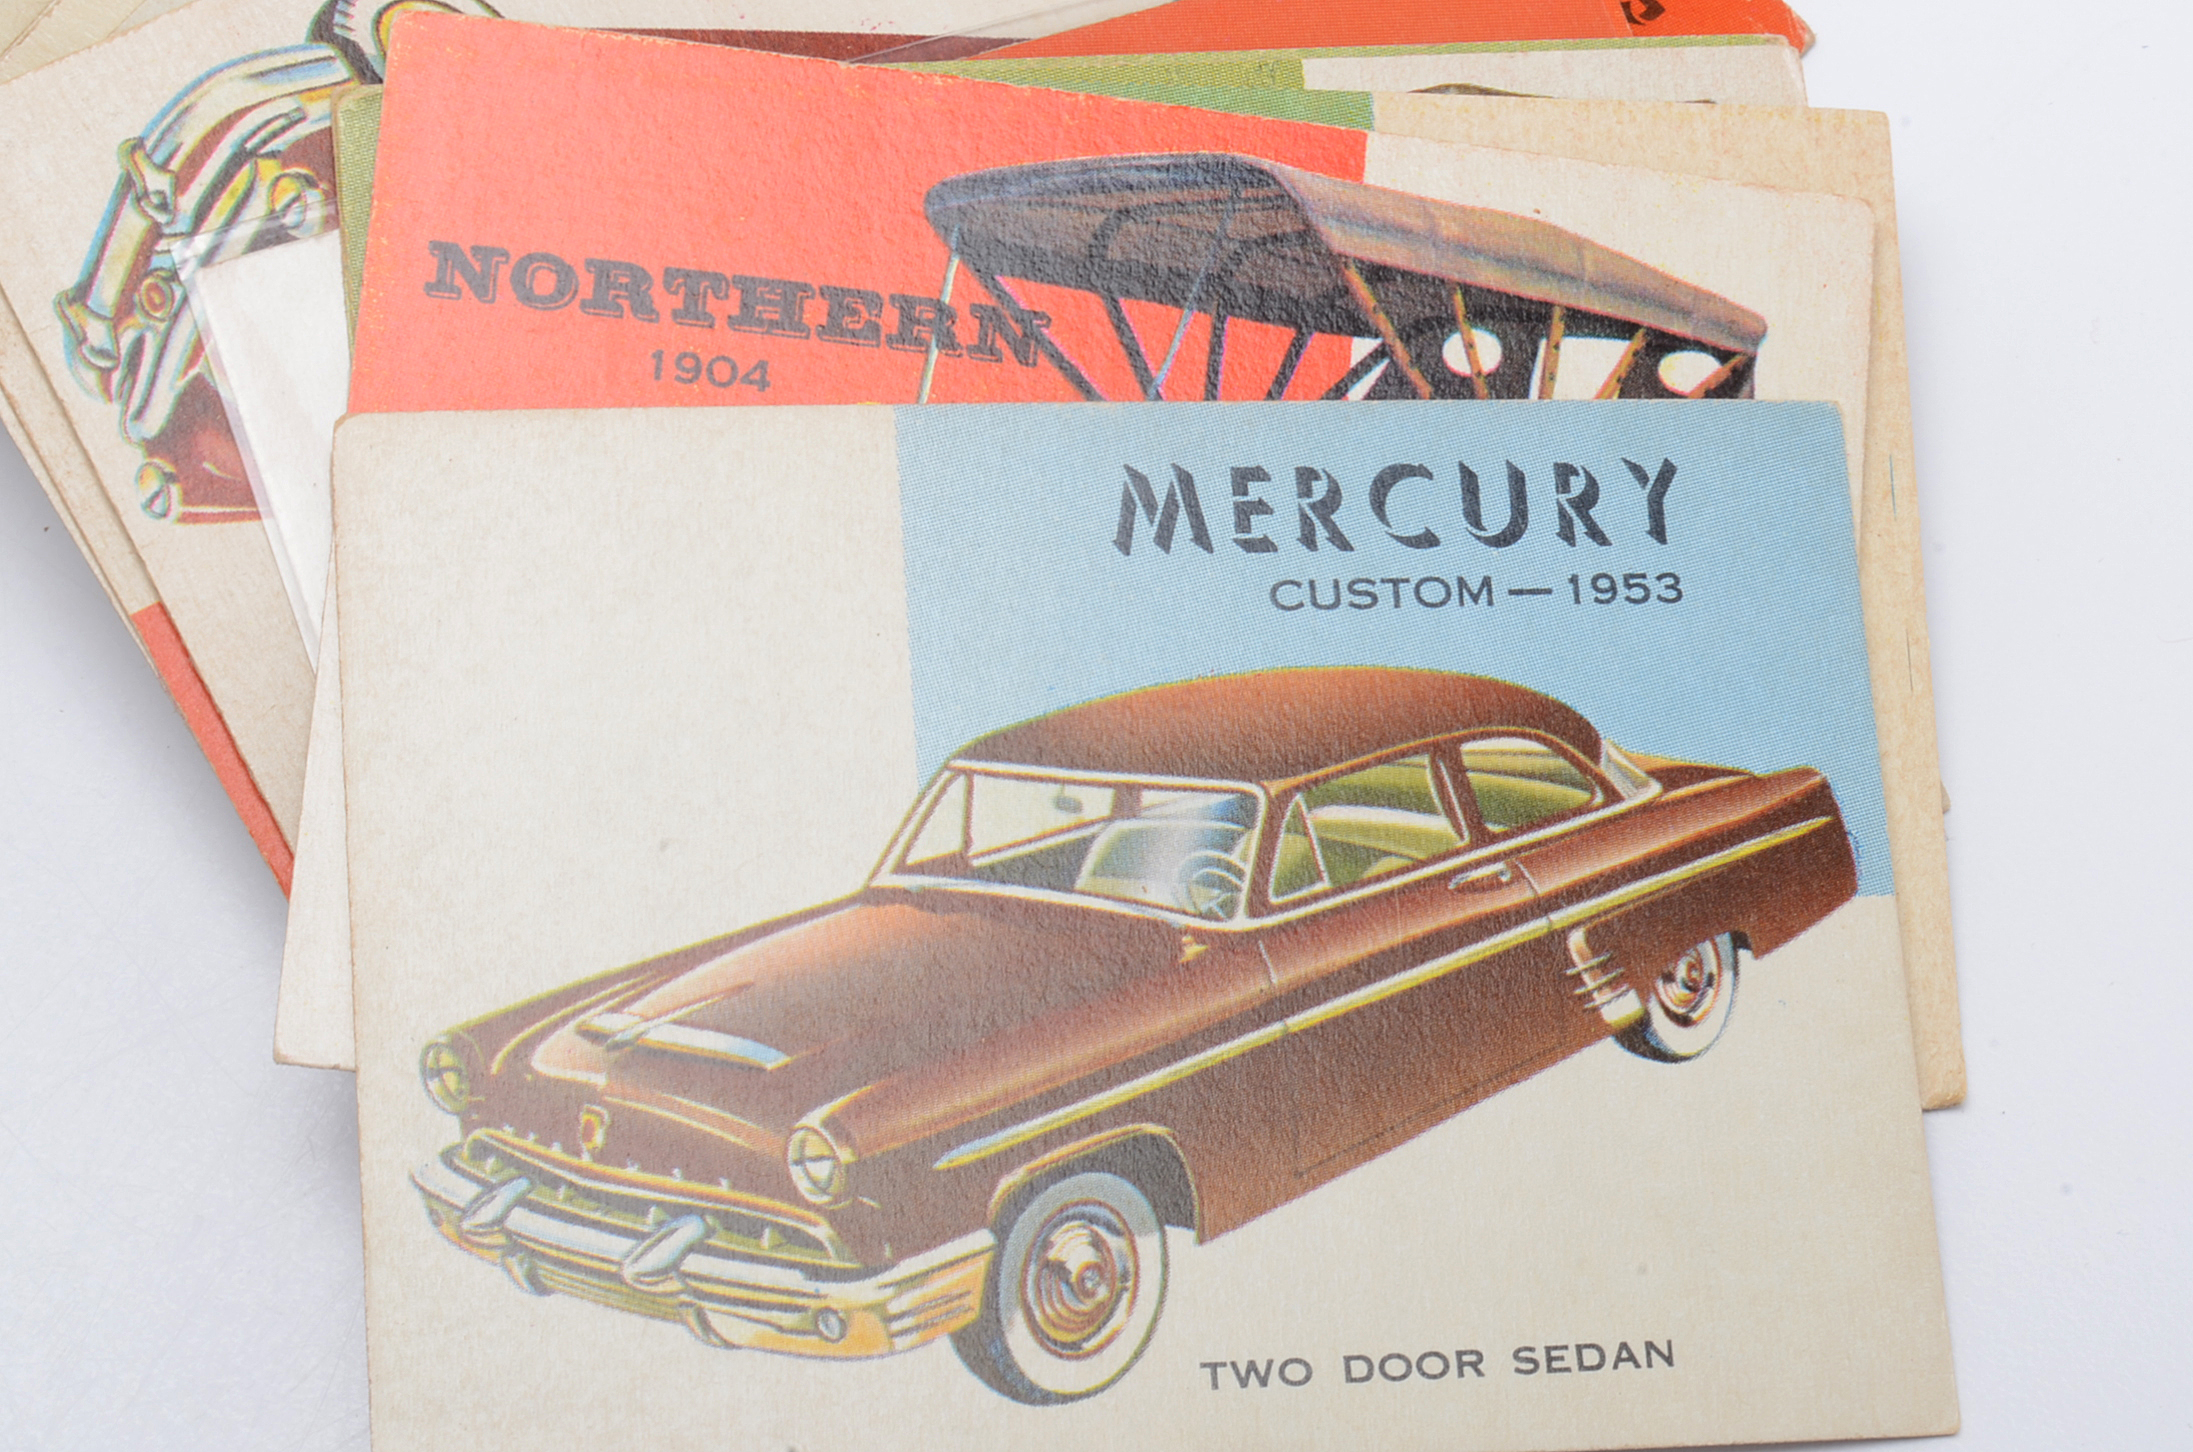 NORTHERN
1904
MERCURY
CUSTOM — 1953
TWO DOOR SEDAN